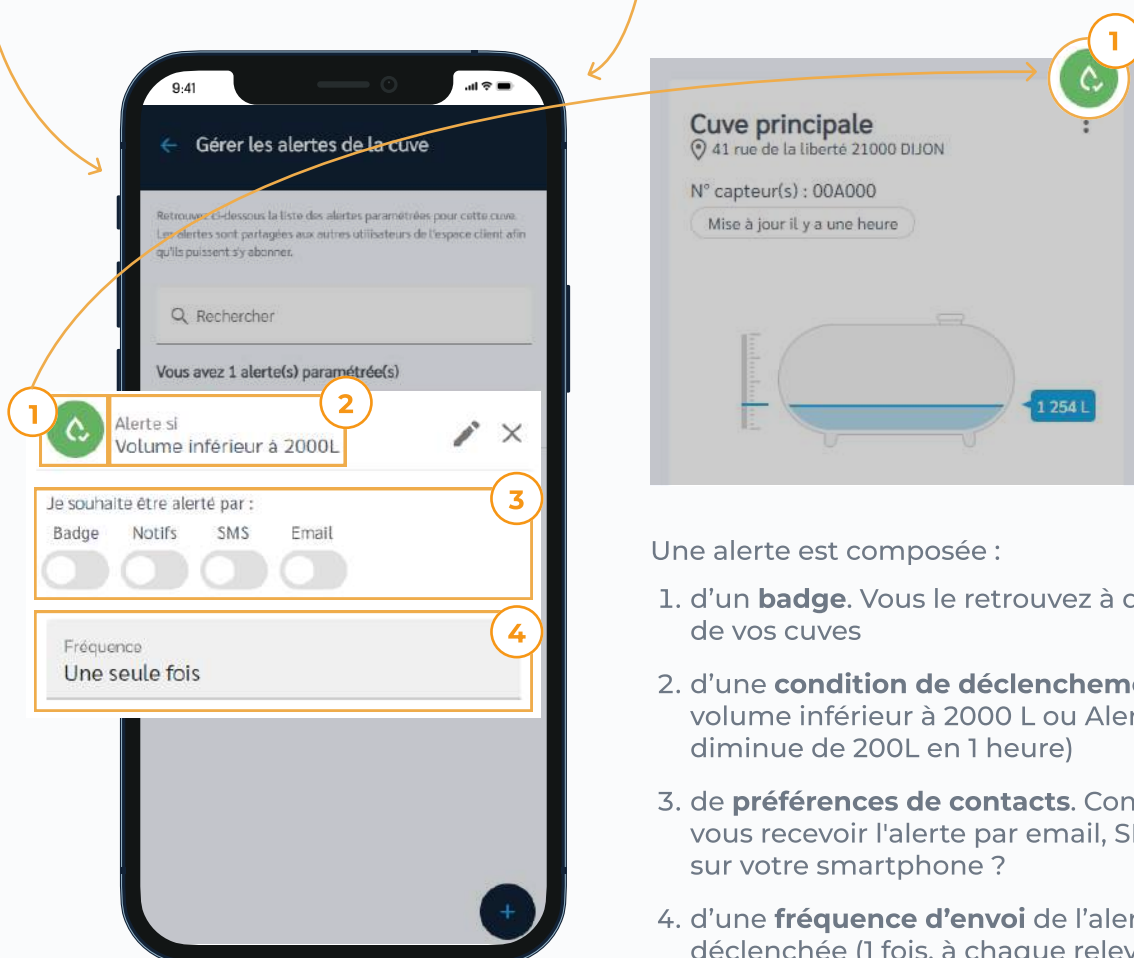 9:41
Gérer les alertes de la cuve
Retrouvez ci-dessous la liste des alertes paramétrées pour cette cuve.
Les alertes sont partagées aux autres utilisateurs de l'espace client afin
qu'ils puissent s'y abonner.
Rechercher
Vous avez 1 alerte(s) paramétrée(s)
1
2
Alerte si
Volume inférieur à 2000L
3
Je souhaite être alerté par :
Badge Notifs SMS Email
4
Fréquence
Une seule fois
+
1
Cuve principale
41 rue de la liberté 21000 DIJON
N° capteur(s) : 00A000
Mise à jour il y a une heure
1 254 L
Une alerte est composée :
1. d'un badge. Vous le retrouvez à
de vos cuves
2. d'une condition de
volume inférieur à 2000 L ou
diminue de 200L en 1 heure)
3. de préférences de contacts.
vous recevoir l'alerte par email,
sur votre smartphone ?
4. d'une fréquence d'envoi de
déclenchée (1 fois, à chaque